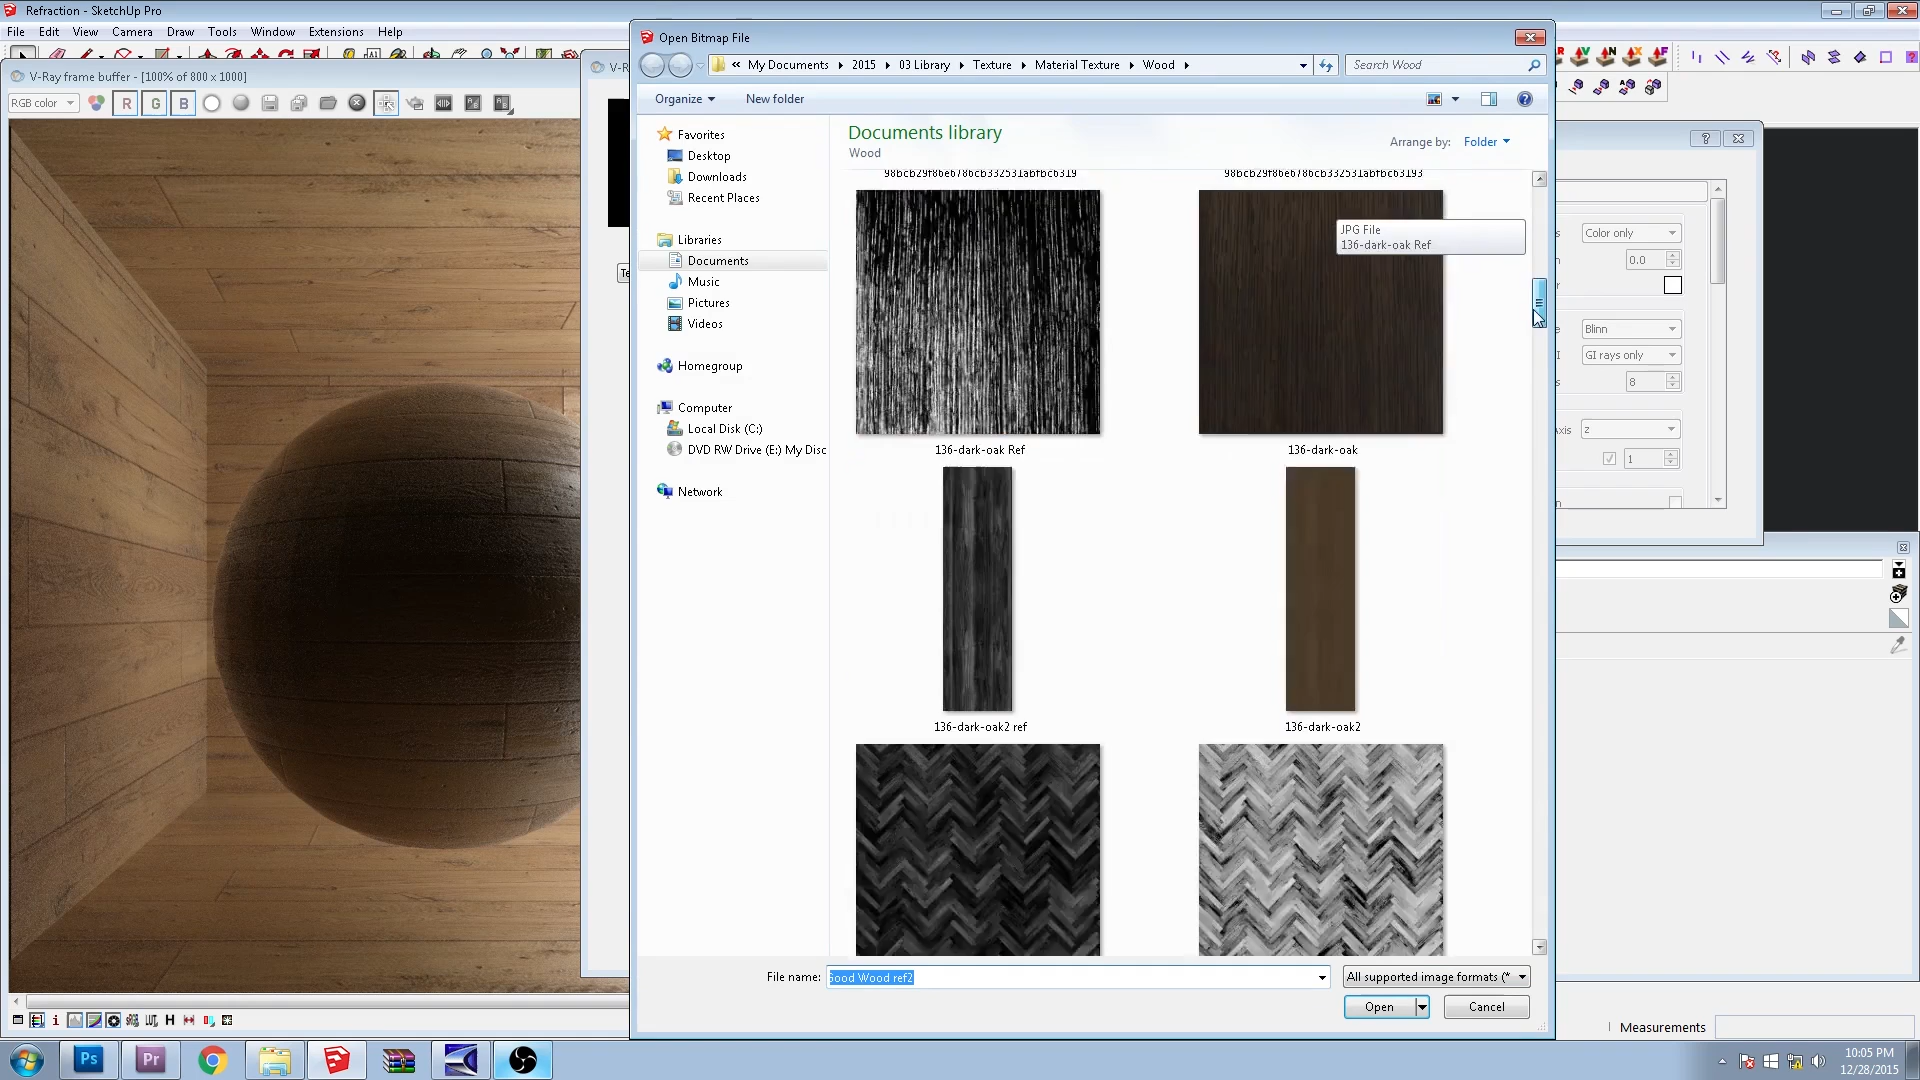 Refraction - SketchUp Pro
File Edit View Camera Draw Tools Window Extensions Help
V-Ray frame buffer - [100% of 800 x 1000]
RGB color
R G B
Open Bitmap File
« My Documents 2015 03 Library Texture Material Texture Wood
Search Wood
Organize New folder
Documents library
Wood
Arrange by: Folder
Favorites
Desktop
Downloads
Recent Places
Libraries
Documents
Music
Pictures
Videos
Homegroup
Computer
Local Disk (C:)
DVD RW Drive (E:) My Disc
Network
JPG File
136-dark-oak Ref
136-dark-oak Ref
136-dark-oak
136-dark-oak2 ref
136-dark-oak2
File name: Good Wood ref2
All supported image formats (*
Open
Cancel
Color only
0.0
Blinn
GI rays only
8
z
1
Measurements
Ps
Pr
10:05 PM
12/28/2015